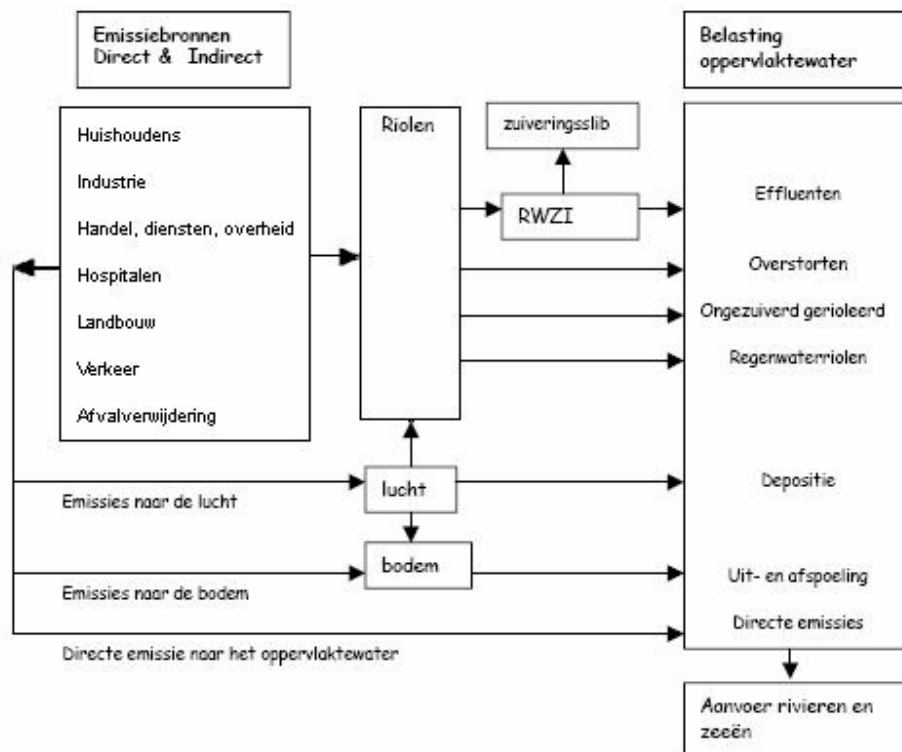 Emissiebronnen
Direct & Indirect
Belasting
oppervlaktewater
Huishoudens
Industrie
Handel, diensten, overheid
Hospitalen
Landbouw
Verkeer
Afvalverwijdering
Riolen
zuiveringsslib
RWZI
Effluenten
Overstorten
Ongezuiverd gerioleerd
Regenwaterriolen
lucht
Depositie
Emissies naar de lucht
bodem
Uit- en afspoeling
Emissies naar de bodem
Directe emissies
Directe emissie naar het oppervlaktewater
Aanvoer rivieren en
zeeën